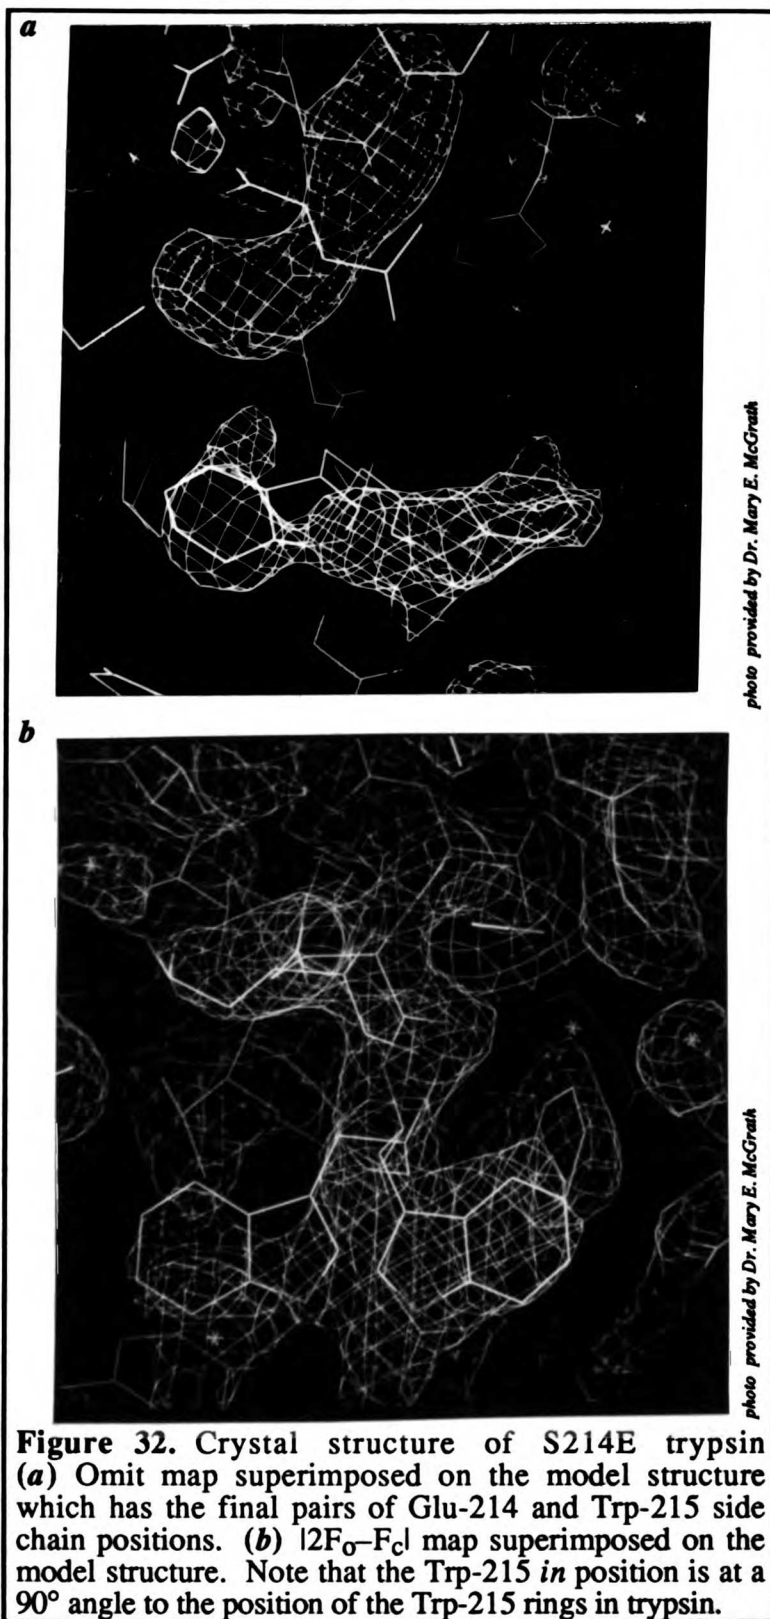 a
photo provided by Dr. Mary E. McGrath
b
photo provided by Dr. Mary E. McGrath
Figure 32. Crystal structure of S214E trypsin
(a) Omit map superimposed on the model structure
which has the final pairs of Glu-214 and Trp-215 side
chain positions. (b) |2Fo–Fc| map superimposed on the
model structure. Note that the Trp-215 in position is at a
90° angle to the position of the Trp-215 rings in trypsin.